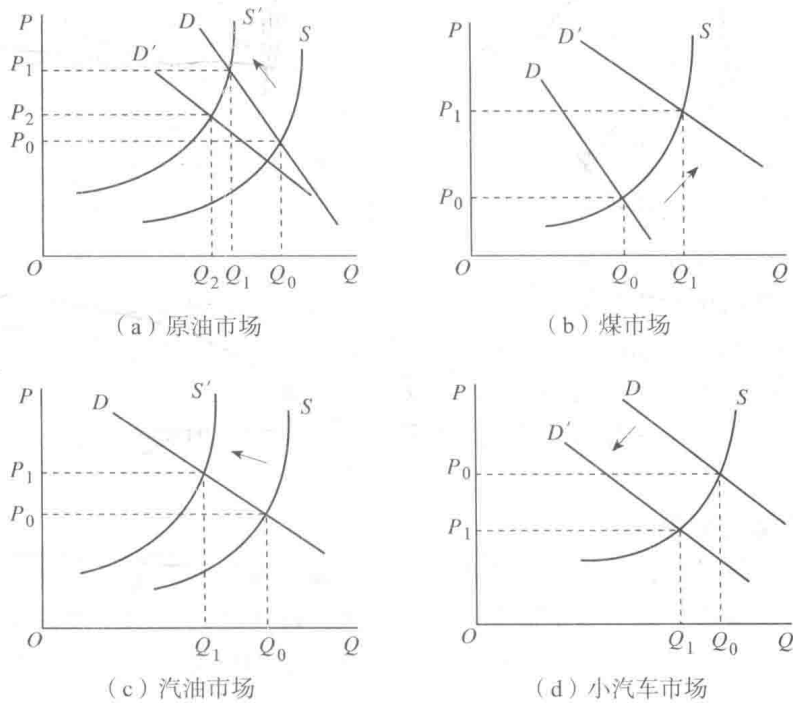 P
D
S′
S
D′
P₁
P₂
P₀
O
Q₂
Q₁
Q₀
Q
(a)原油市场
P
D′
S
D
P₁
P₀
O
Q₀
Q₁
Q
(b)煤市场
P
D
S′
S
P₁
P₀
O
Q₁
Q₀
Q
(c)汽油市场
P
D
S
D′
P₀
P₁
O
Q₁
Q₀
Q
(d)小汽车市场